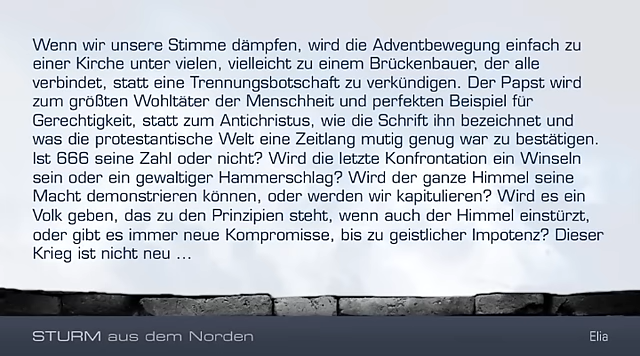 Wenn wir unsere Stimme dämpfen, wird die Adventbewegung einfach zu
einer Kirche unter vielen, vielleicht zu einem Brückenbauer, der alle
verbindet, statt eine Trennungsbotschaft zu verkündigen. Der Papst wird
zum größten Wohltäter der Menschheit und perfekten Beispiel für
Gerechtigkeit, statt zum Antichristus, wie die Schrift ihn bezeichnet und
was die protestantische Welt eine Zeitlang mutig genug war zu bestätigen.
Ist 666 seine Zahl oder nicht? Wird die letzte Konfrontation ein Winseln
sein oder ein gewaltiger Hammerschlag? Wird der ganze Himmel seine
Macht demonstrieren können, oder werden wir kapitulieren? Wird es ein
Volk geben, das zu den Prinzipien steht, wenn auch der Himmel einstürzt,
oder gibt es immer neue Kompromisse, bis zu geistlicher Impotenz? Dieser
Krieg ist nicht neu ...
STURM aus dem Norden
Elia